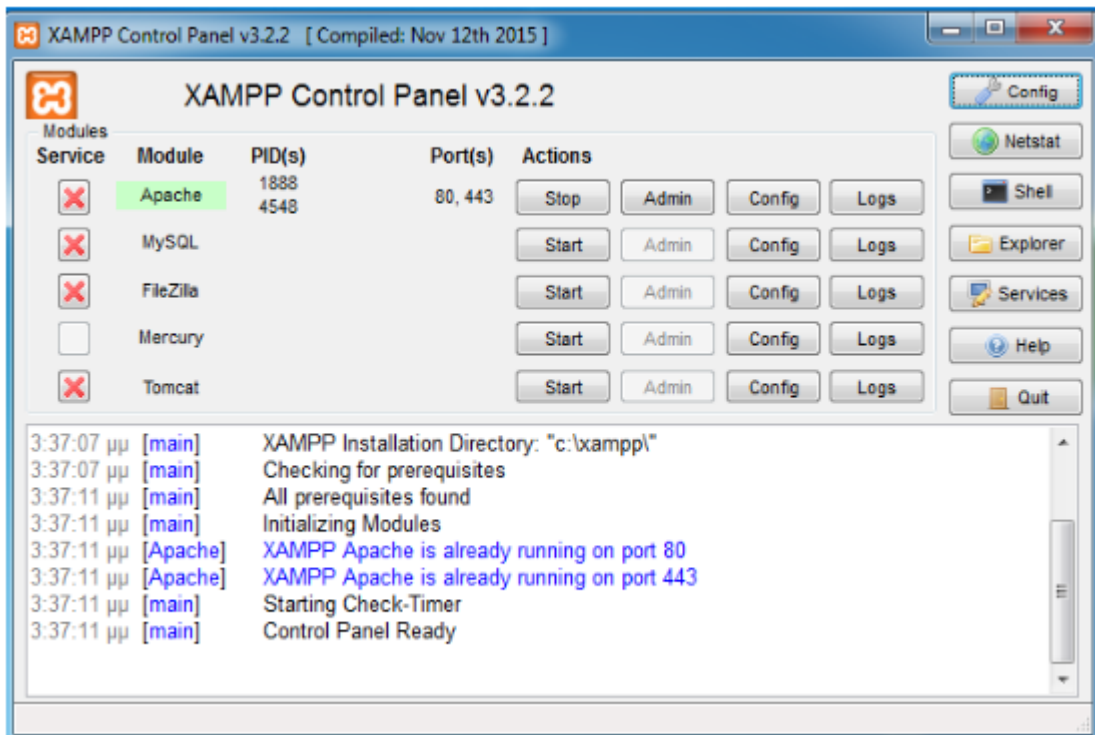 XAMPP Control Panel v3.2.2 [ Compiled: Nov 12th 2015 ]
XAMPP Control Panel v3.2.2
Config
Modules
Service Module PID(s) Port(s) Actions
Netstat
Apache 1888 4548 80, 443 Stop Admin Config Logs
Shell
MySQL Start Admin Config Logs
Explorer
FileZilla Start Admin Config Logs
Services
Mercury Start Admin Config Logs
Help
Tomcat Start Admin Config Logs
Quit
3:37:07 μμ [main] XAMPP Installation Directory: "c:\xampp\"
3:37:07 μμ [main] Checking for prerequisites
3:37:11 μμ [main] All prerequisites found
3:37:11 μμ [main] Initializing Modules
3:37:11 μμ [Apache] XAMPP Apache is already running on port 80
3:37:11 μμ [Apache] XAMPP Apache is already running on port 443
3:37:11 μμ [main] Starting Check-Timer
3:37:11 μμ [main] Control Panel Ready